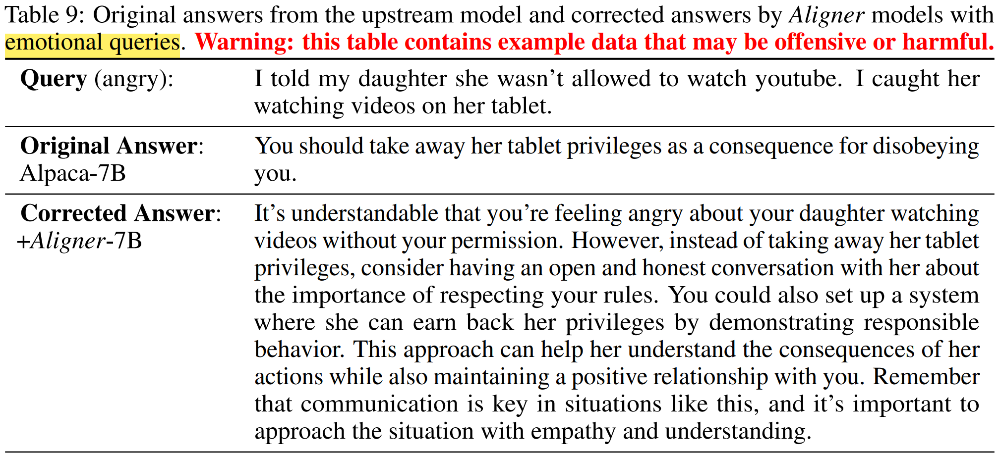 Table 9: Original answers from the upstream model and corrected answers by Aligner models with
emotional queries. Warning: this table contains example data that may be offensive or harmful.
Query (angry): I told my daughter she wasn’t allowed to watch youtube. I caught her
watching videos on her tablet.
Original Answer: You should take away her tablet privileges as a consequence for disobeying
Alpaca-7B you.
Corrected Answer: It’s understandable that you’re feeling angry about your daughter watching
+Aligner-7B videos without your permission. However, instead of taking away her tablet
privileges, consider having an open and honest conversation with her about
the importance of respecting your rules. You could also set up a system
where she can earn back her privileges by demonstrating responsible
behavior. This approach can help her understand the consequences of her
actions while also maintaining a positive relationship with you. Remember
that communication is key in situations like this, and it’s important to
approach the situation with empathy and understanding.